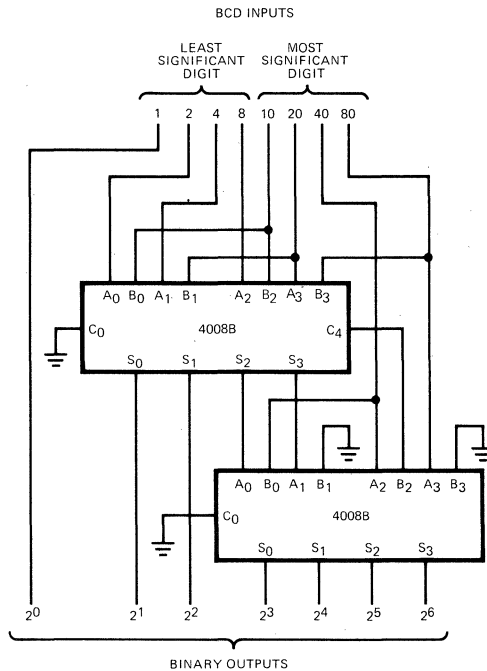 BCD INPUTS
LEAST SIGNIFICANT DIGIT
MOST SIGNIFICANT DIGIT
1 2 4 8 10 20 40 80
A0 B0 A1 B1 A2 B2 A3 B3
C0 4008B C4
S0 S1 S2 S3
A0 B0 A1 B1 A2 B2 A3 B3
C0 4008B
S0 S1 S2 S3
2^0 2^1 2^2 2^3 2^4 2^5 2^6
BINARY OUTPUTS